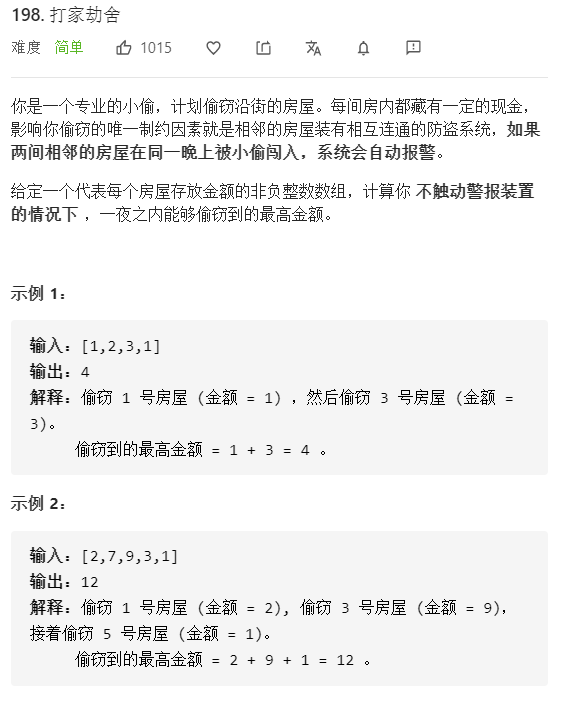 198. 打家劫舍
难度 简单 1015
你是一个专业的小偷，计划偷窃沿街的房屋。每间房内都藏有一定的现金，
影响你偷窃的唯一制约因素就是相邻的房屋装有相互连通的防盗系统，如果
两间相邻的房屋在同一晚上被小偷闯入，系统会自动报警。
给定一个代表每个房屋存放金额的非负整数数组，计算你 不触动警报装置
的情况下 ，一夜之内能够偷窃到的最高金额。
示例 1：
输入：[1,2,3,1]
输出：4
解释：偷窃 1 号房屋 (金额 = 1) ，然后偷窃 3 号房屋 (金额 =
3)。
偷窃到的最高金额 = 1 + 3 = 4 。
示例 2：
输入：[2,7,9,3,1]
输出：12
解释：偷窃 1 号房屋 (金额 = 2), 偷窃 3 号房屋 (金额 = 9)，
接着偷窃 5 号房屋 (金额 = 1)。
偷窃到的最高金额 = 2 + 9 + 1 = 12 。